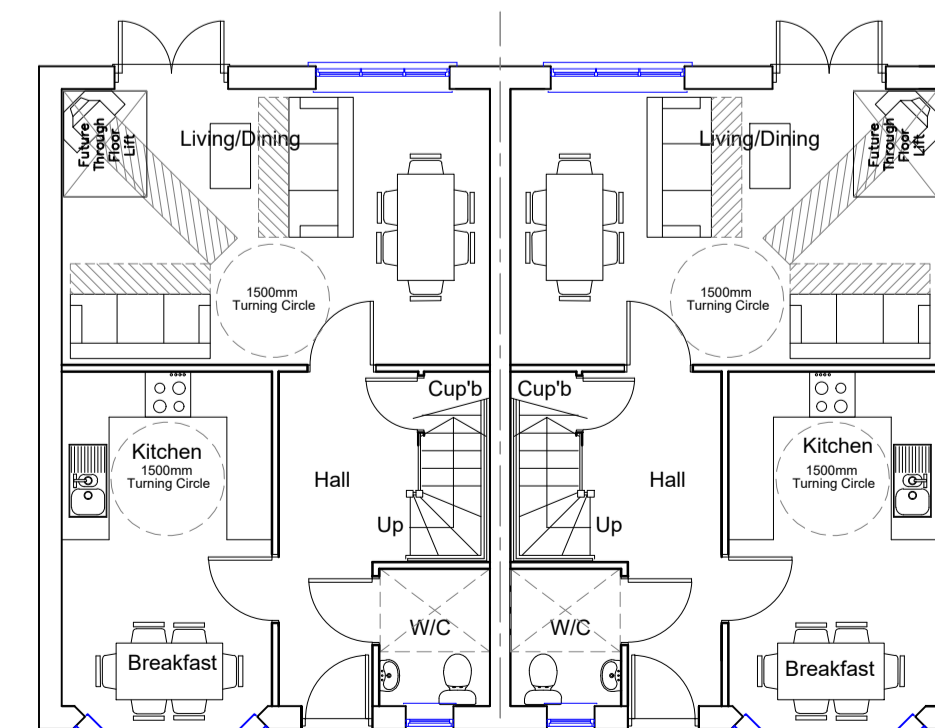 Future
Through
Floor
Lift
Living/Dining
Living/Dining
Future
Through
Floor
Lift
1500mm
Turning Circle
1500mm
Turning Circle
Cup'b
Cup'b
Kitchen
1500mm
Turning Circle
Hall
Hall
Kitchen
1500mm
Turning Circle
Up
Up
W/C
W/C
Breakfast
Breakfast